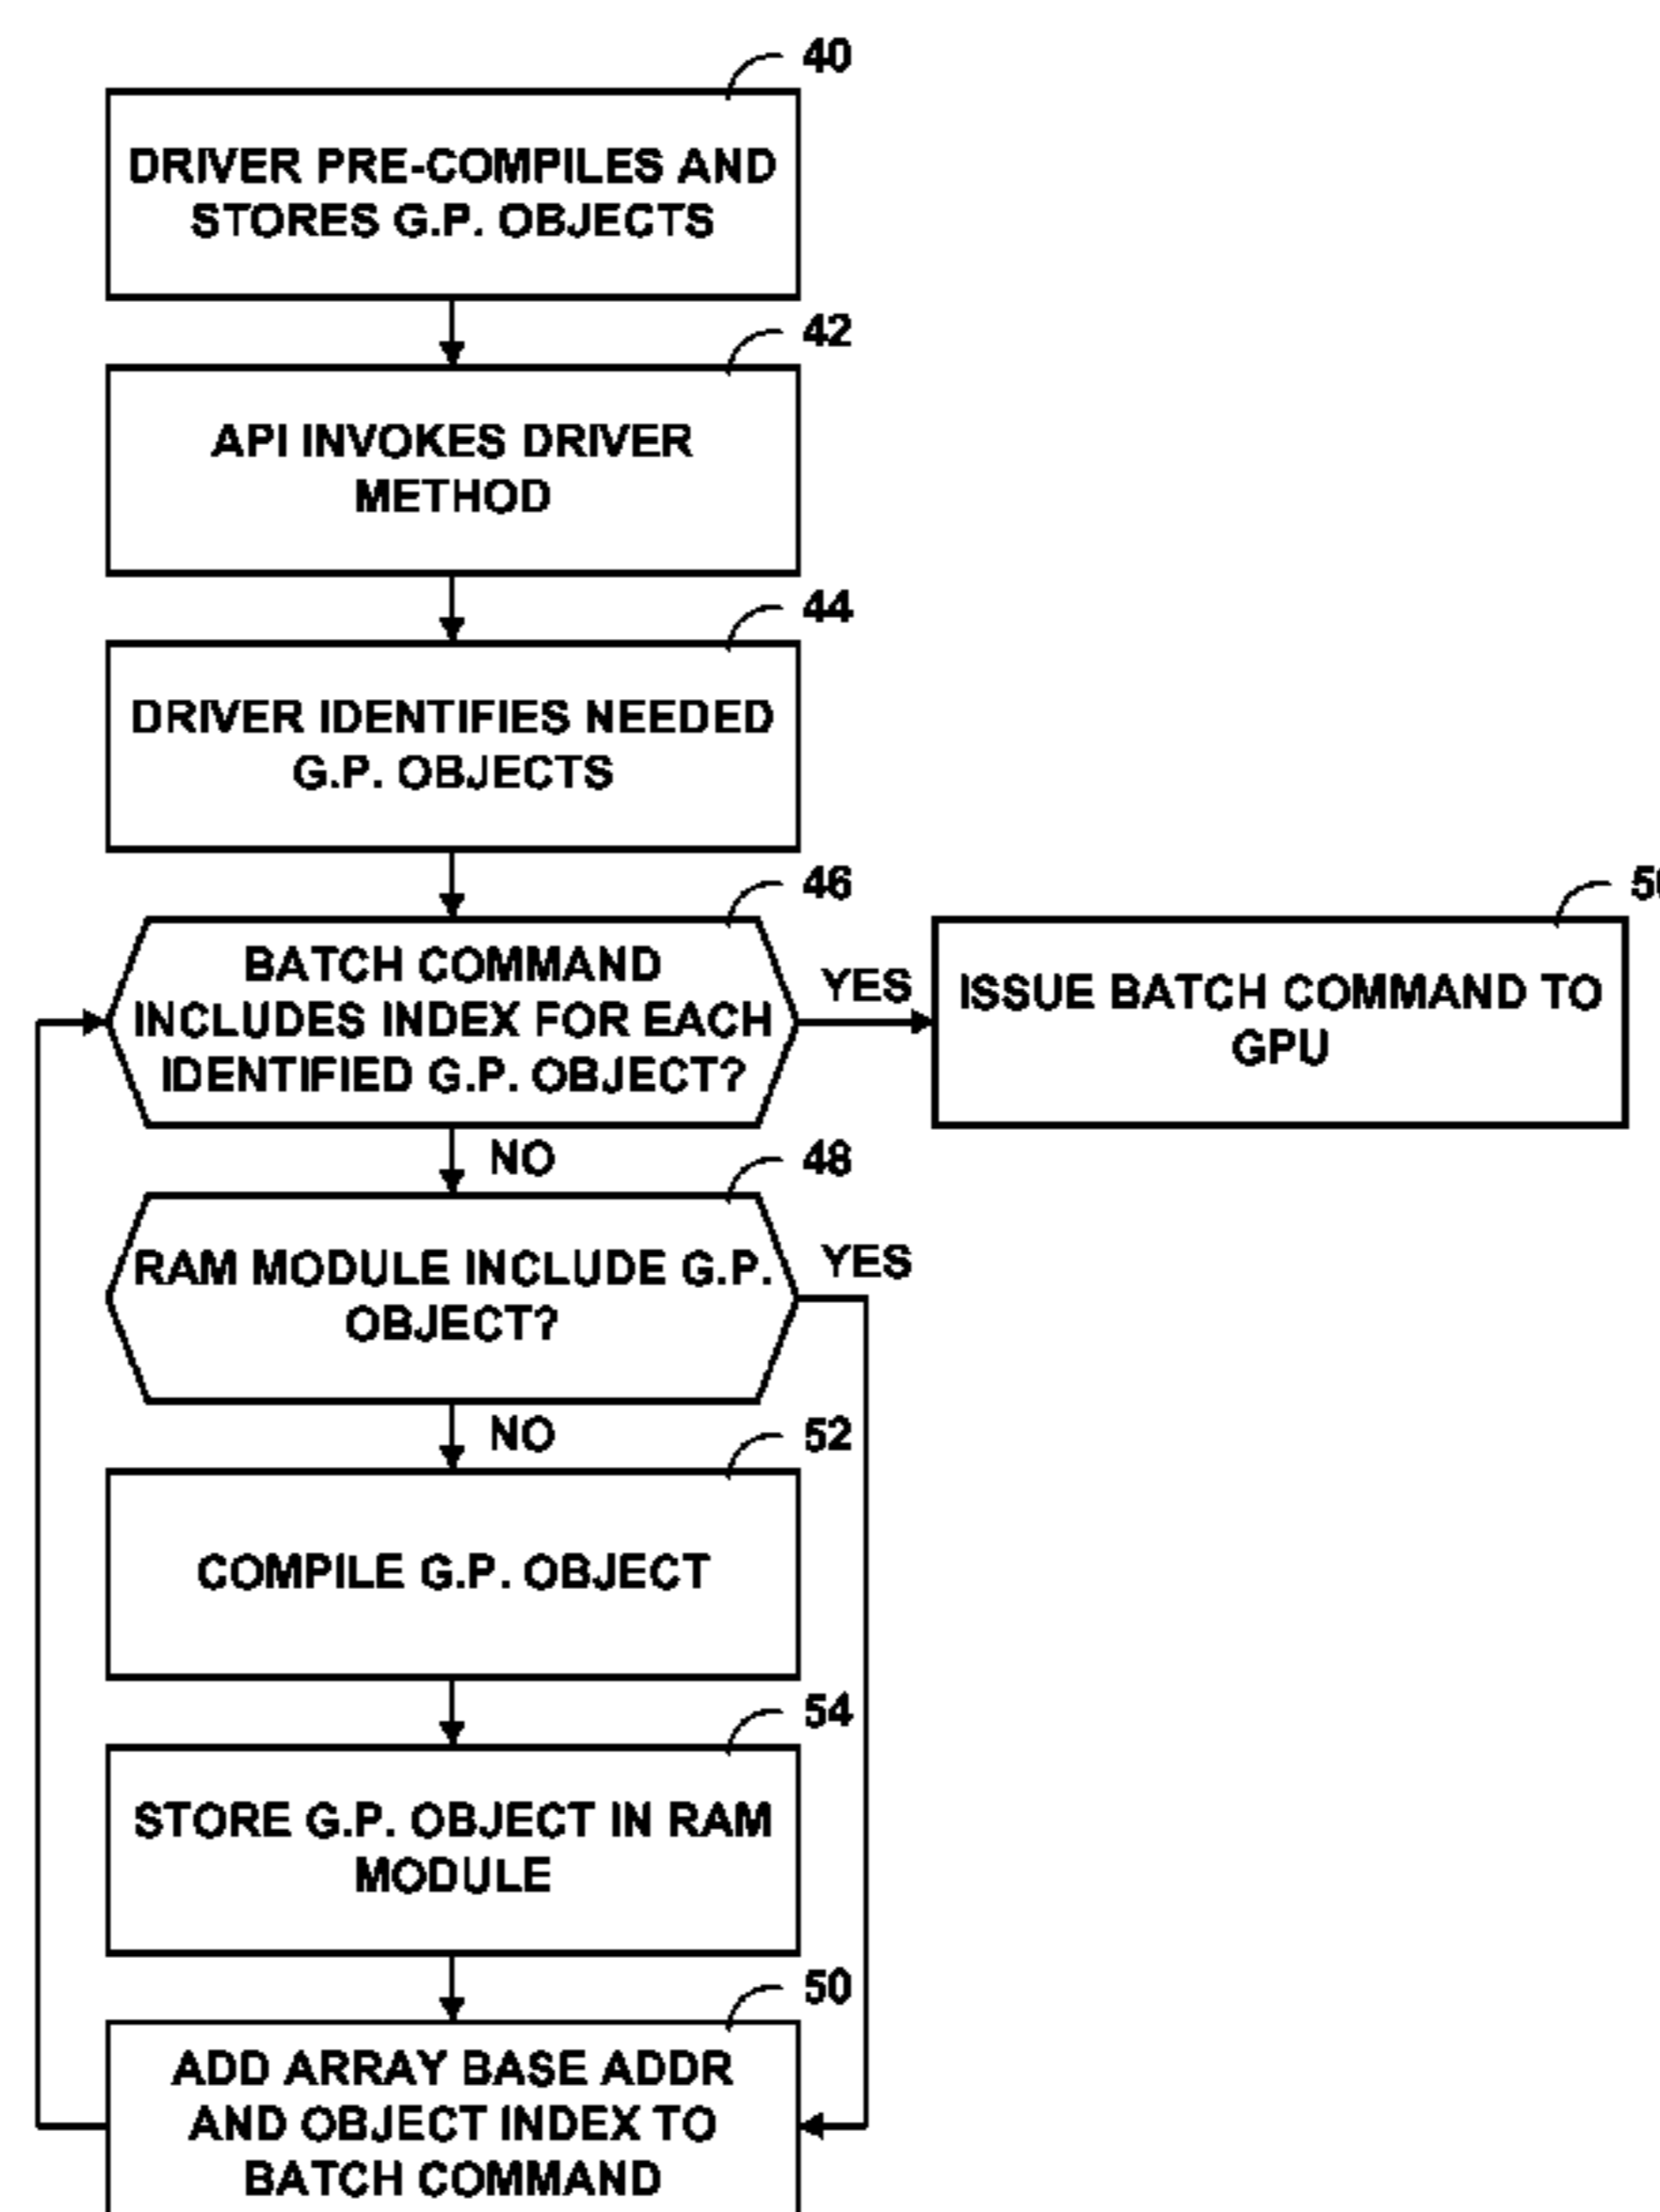 40
DRIVER PRE-COMPILES AND
STORES G.P. OBJECTS
42
API INVOKES DRIVER
METHOD
44
DRIVER IDENTIFIES NEEDED
G.P. OBJECTS
46
BATCH COMMAND
INCLUDES INDEX FOR EACH
IDENTIFIED G.P. OBJECT?
YES
ISSUE BATCH COMMAND TO
GPU
NO
48
RAM MODULE INCLUDE G.P.
OBJECT?
YES
NO
52
COMPILE G.P. OBJECT
54
STORE G.P. OBJECT IN RAM
MODULE
50
ADD ARRAY BASE ADDR
AND OBJECT INDEX TO
BATCH COMMAND